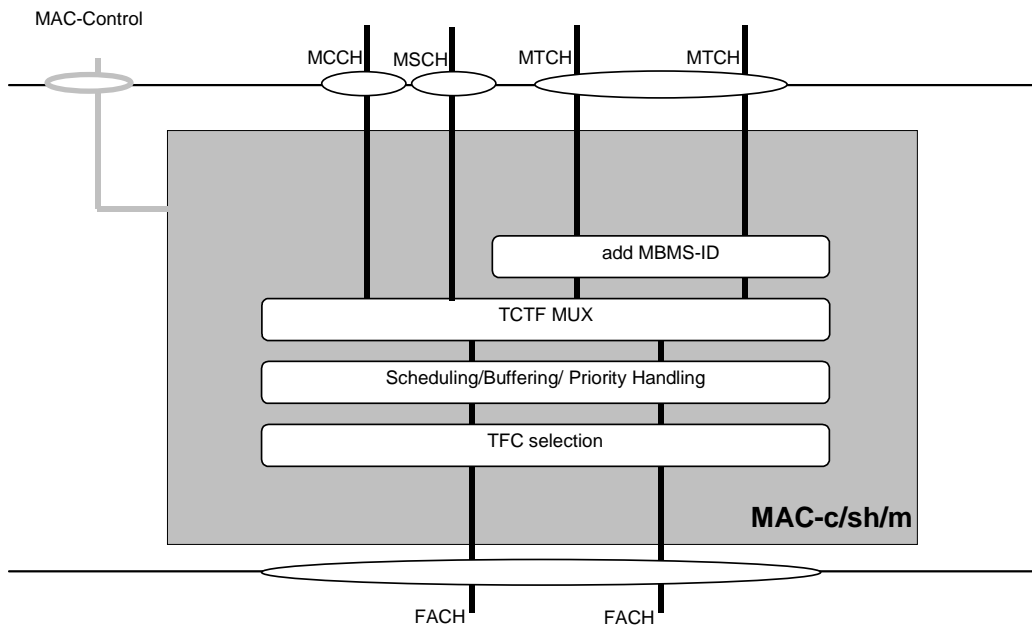 MAC-Control
MCCH
MSCH
MTCH
MTCH
add MBMS-ID
TCTF MUX
Scheduling/Buffering/ Priority Handling
TFC selection
MAC-c/sh/m
FACH
FACH